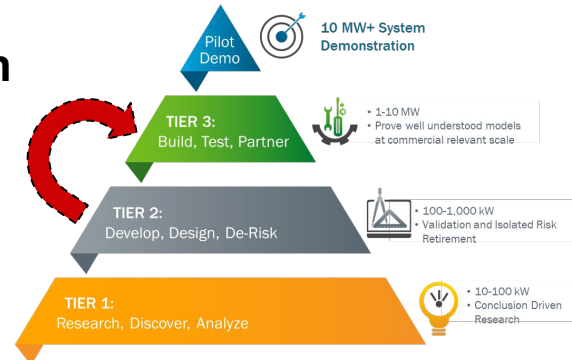 n
Pilot
Demo
10 MW+ System
Demonstration
TIER 3:
Build, Test, Partner
• 1-10 MW
• Prove well understood models
at commercial relevant scale
TIER 2:
Develop, Design, De-Risk
• 100-1,000 kW
• Validation and Isolated Risk
Retirement
TIER 1:
Research, Discover, Analyze
• 10-100 kW
• Conclusion Driven
Research